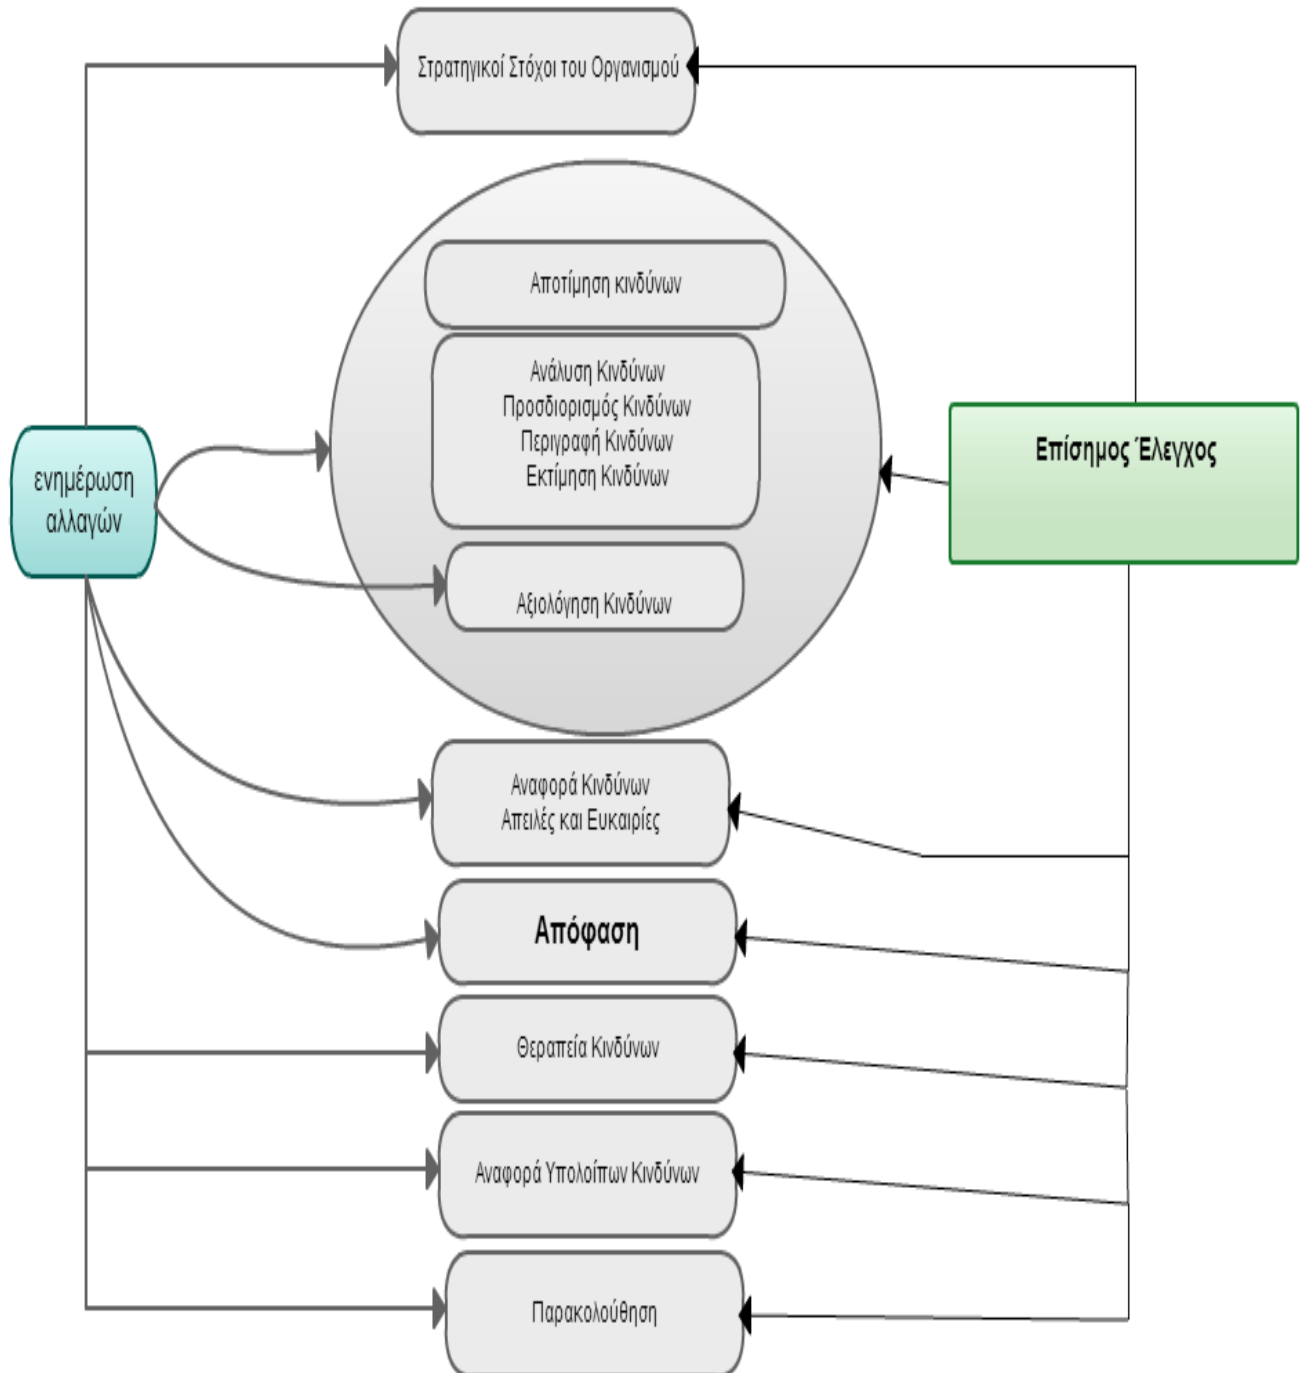 Στρατηγικοί Στόχοι του Οργανισμού
Αποτίμηση κινδύνων
Ανάλυση Κινδύνων
Προσδιορισμός Κινδύνων
Περιγραφή Κινδύνων
Εκτίμηση Κινδύνων
Αξιολόγηση Κινδύνων
ενημέρωση
αλλαγών
Επίσημος Έλεγχος
Αναφορά Κινδύνων
Απειλές και Ευκαιρίες
Απόφαση
Θεραπεία Κινδύνων
Αναφορά Υπολοίπων Κινδύνων
Παρακολούθηση